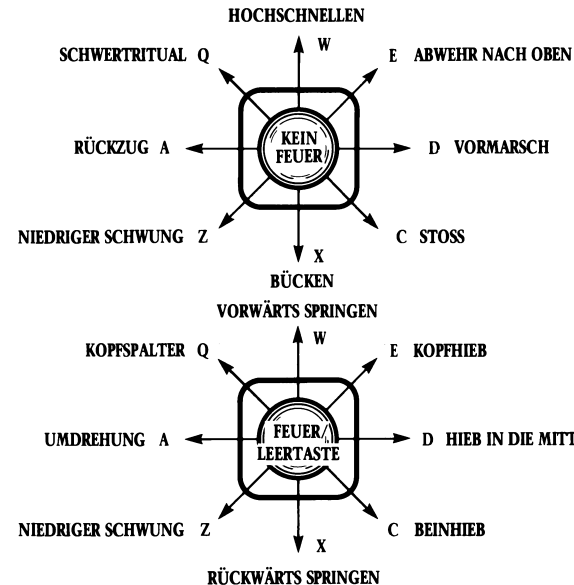 HOCHSCHNELLEN
W
SCHWERTRITUAL Q
E ABWEHR NACH OBEN
RÜCKZUG A
KEIN
FEUER
D VORMARSCH
NIEDRIGER SCHWUNG Z
C STOSS
X
BÜCKEN
VORWÄRTS SPRINGEN
W
KOPFSPALTER Q
E KOPFHIEB
UMDREHUNG A
FEUER/
LEERTASTE
D HIEB IN DIE MITT
NIEDRIGER SCHWUNG Z
C BEINHIEB
X
RÜCKWÄRTS SPRINGEN